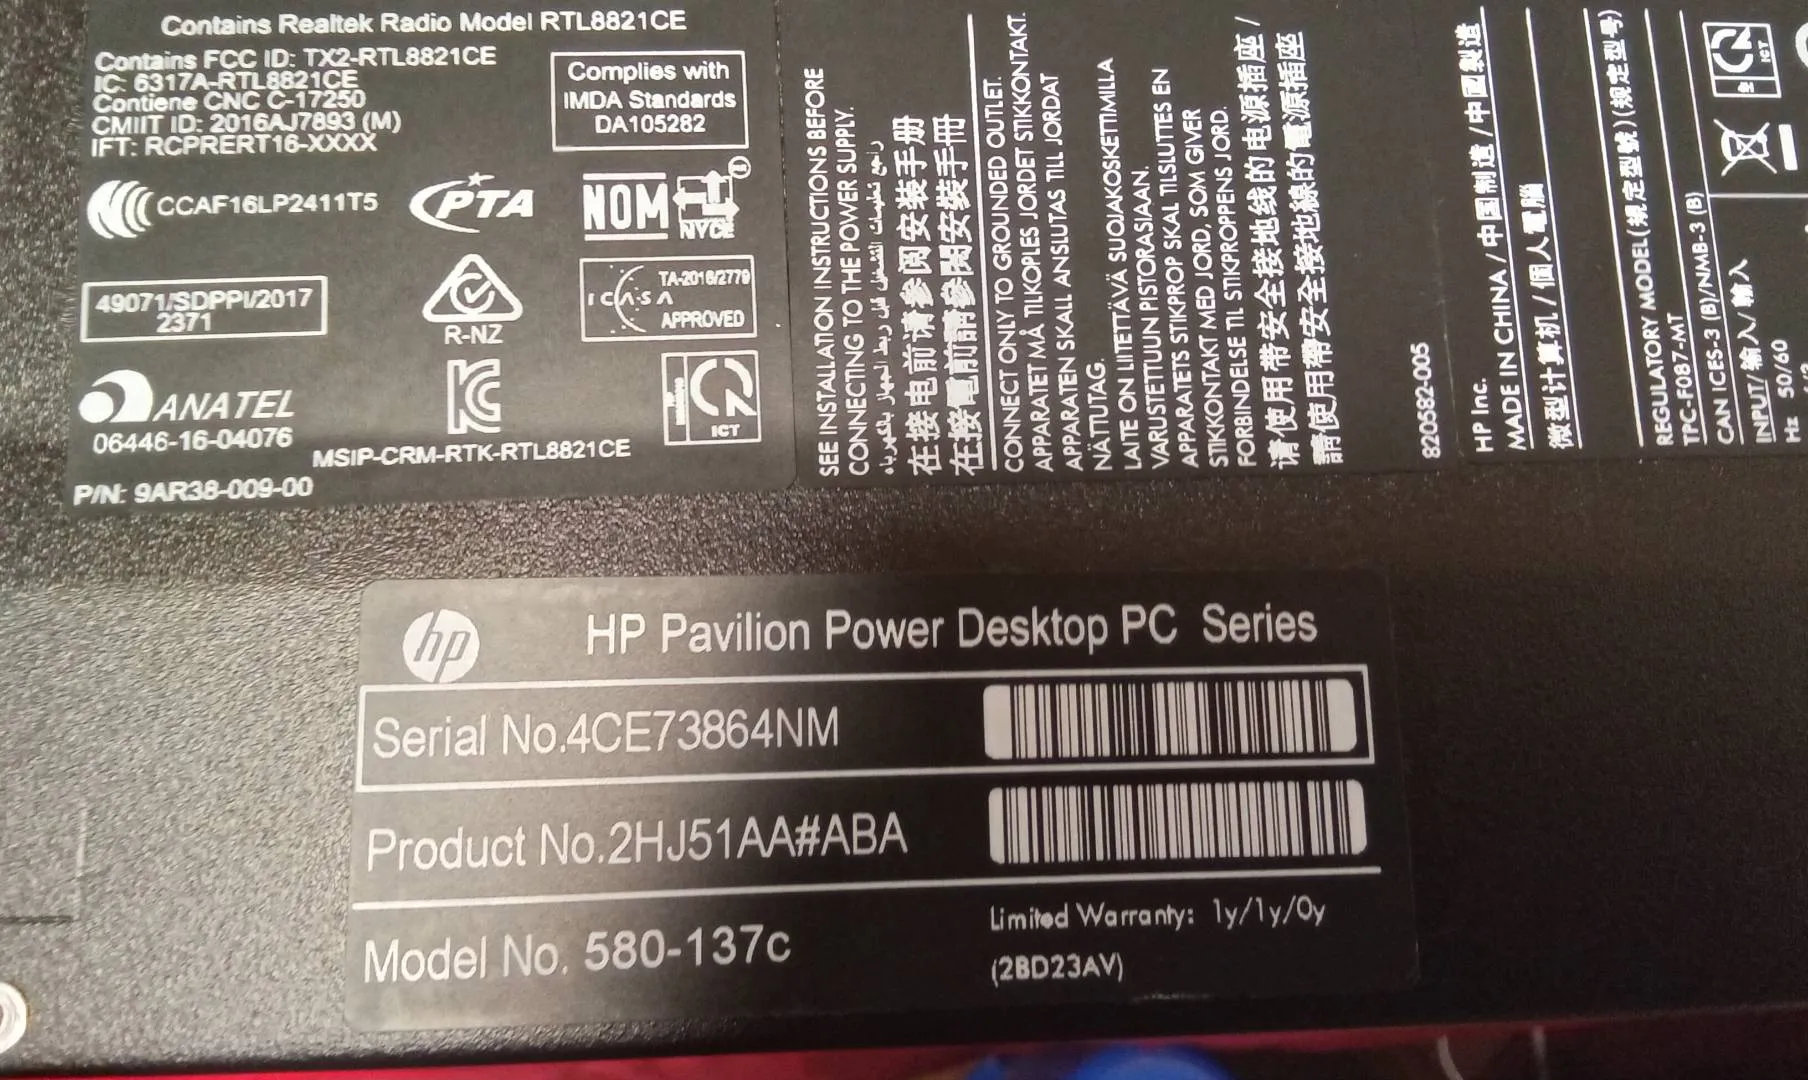 Contains Realtek Radio Model RTL8821CE
Contains FCC ID: TX2-RTL8821CE
IC: 6317A-RTL8821CE
Contiene CNC C-17250
CMIIT ID: 2016AJ7893 (M)
IFT: RCPRERT16-XXXX
Complies with
IMDA Standards
DA105282
CCAF16LP2411T5
PTA
NOM
NYCE
49071/SDPPI/2017
2371
R-NZ
ICASA
TA-2016/2779
APPROVED
ANATEL
06446-16-04076
MSIP-CRM-RTK-RTL8821CE
ICT
P/N: 9AR38-009-00
SEE INSTALLATION INSTRUCTIONS BEFORE
CONNECTING TO THE POWER SUPPLY.
راجع تعليمات التشغيل قبل ربط الجهاز بالكهرباء
在接电前请参阅安装手册
在接電前請參閱安裝手冊
CONNECT ONLY TO GROUNDED OUTLET.
APPARATET MÅ TILKOPLES JORDET STIKKONTAKT.
APPARATEN SKALL ANSLUTAS TILL JORDAT
NÄTTUTAG.
LAITE ON LIITETTÄVÄ SUOJAKOSKETTIMILLA
VARUSTETTUUN PISTORASIAAN.
APPARATETS STIKPROP SKAL TILSLUTTES EN
STIKKONTAKT MED JORD, SOM GIVER
FORBINDELSE TIL STIKPROPPENS JORD.
请使用带安全接地线的电源插座 /
請使用帶安全接地線的電源插座
820582-005
HP Inc.
MADE IN CHINA / 中国制造 / 中國製造
微型计算机 / 個人電腦
REGULATORY MODEL (規定型號) (规定型号)
TPC-F087-MT
CAN ICES-3 (B)/NMB-3 (B)
INPUT/ 输入 / 輸入
Hz 50/60
ICT
hp
HP Pavilion Power Desktop PC Series
Serial No.4CE73864NM
Product No.2HJ51AA#ABA
Model No. 580-137c
Limited Warranty: 1y/1y/0y
(2BD23AV)